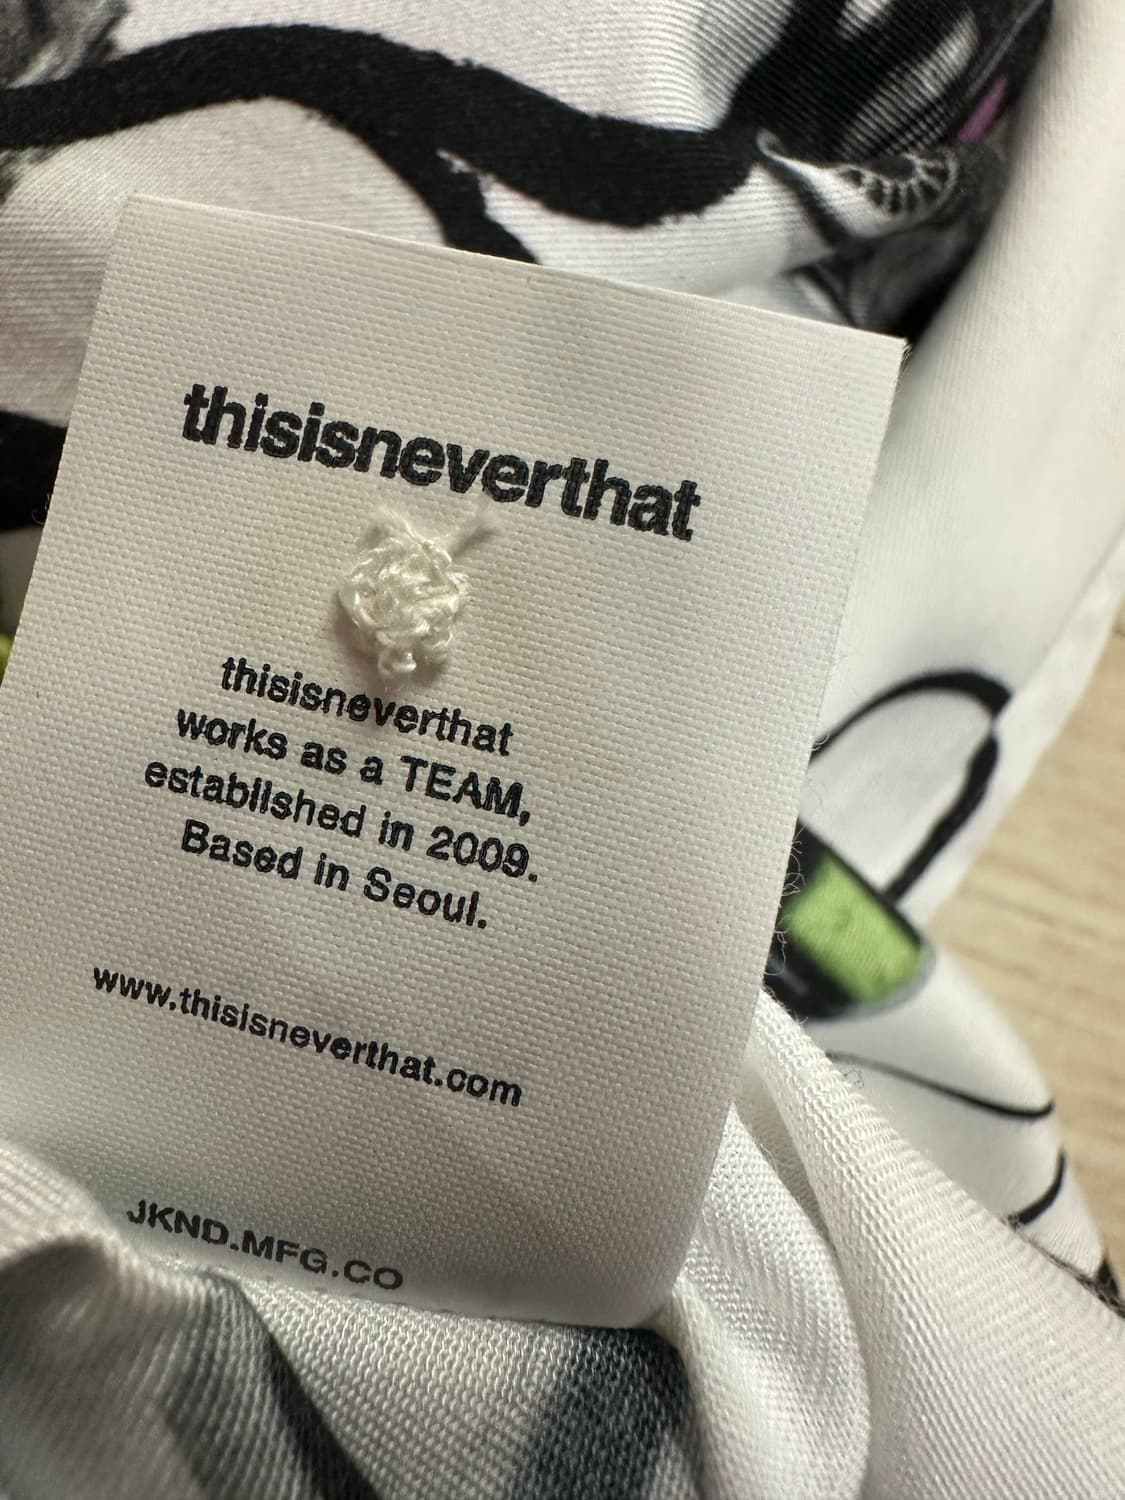 thisisneverthat
thisisneverthat
works as a TEAM,
established in 2009.
Based in Seoul.
www.thisisneverthat.com
JKND.MFG.CO